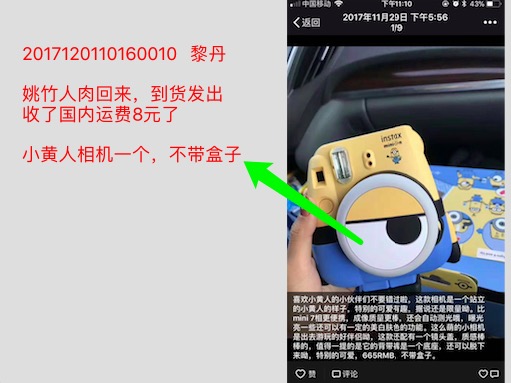 2017120110160010 黎丹
姚竹人肉回来，到货发出
收了国内运费8元了
小黄人相机一个，不带盒子
中国移动
下午11:10
43%
返回
2017年11月29日 下午5:56
1/9
instax
mini 8
喜欢小黄人的小伙伴们不要错过啦，这款相机是一个站立
的小黄人的样子，特别的可爱有趣，据说还是限量呦。比
mini 7相更便携，成像质量更棒，还会自动测光哦，曝光
亮一些还可以有一定的美白肤色的功能，这么萌的小相机
是出去游玩的好伴侣呦，这款还配有一个镜头盖，质感棒
棒的，值得一提的是它的背带裤是一个底座，还可以脱下
来呦，特别的可爱，665RMB，不带盒子。
赞
评论